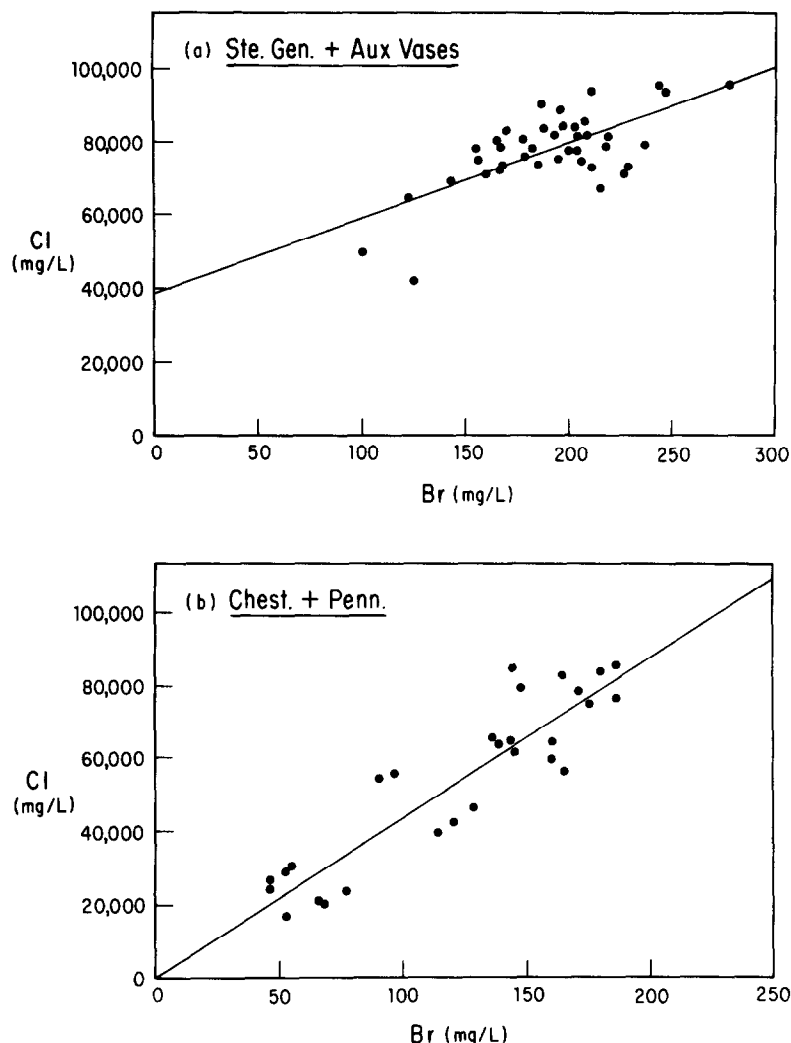 (a) Ste. Gen. + Aux Vases
100,000
80,000
60,000
Cl
(mg/L)
40,000
20,000
0
0 50 100 150 200 250 300
Br (mg/L)
(b) Chest. + Penn.
100,000
80,000
60,000
Cl
(mg/L)
40,000
20,000
0
0 50 100 150 200 250
Br (mg/L)